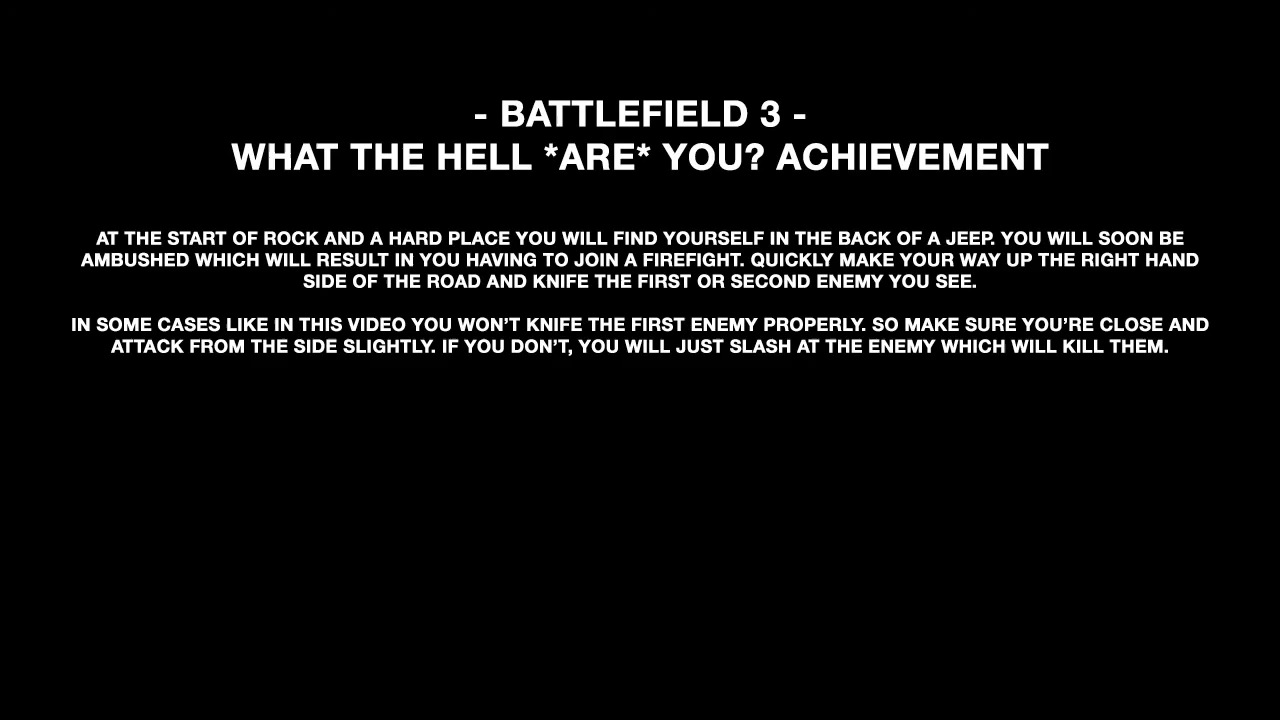 - BATTLEFIELD 3 -
WHAT THE HELL *ARE* YOU? ACHIEVEMENT
AT THE START OF ROCK AND A HARD PLACE YOU WILL FIND YOURSELF IN THE BACK OF A JEEP. YOU WILL SOON BE
AMBUSHED WHICH WILL RESULT IN YOU HAVING TO JOIN A FIREFIGHT. QUICKLY MAKE YOUR WAY UP THE RIGHT HAND
SIDE OF THE ROAD AND KNIFE THE FIRST OR SECOND ENEMY YOU SEE.
IN SOME CASES LIKE IN THIS VIDEO YOU WON’T KNIFE THE FIRST ENEMY PROPERLY. SO MAKE SURE YOU’RE CLOSE AND
ATTACK FROM THE SIDE SLIGHTLY. IF YOU DON’T, YOU WILL JUST SLASH AT THE ENEMY WHICH WILL KILL THEM.